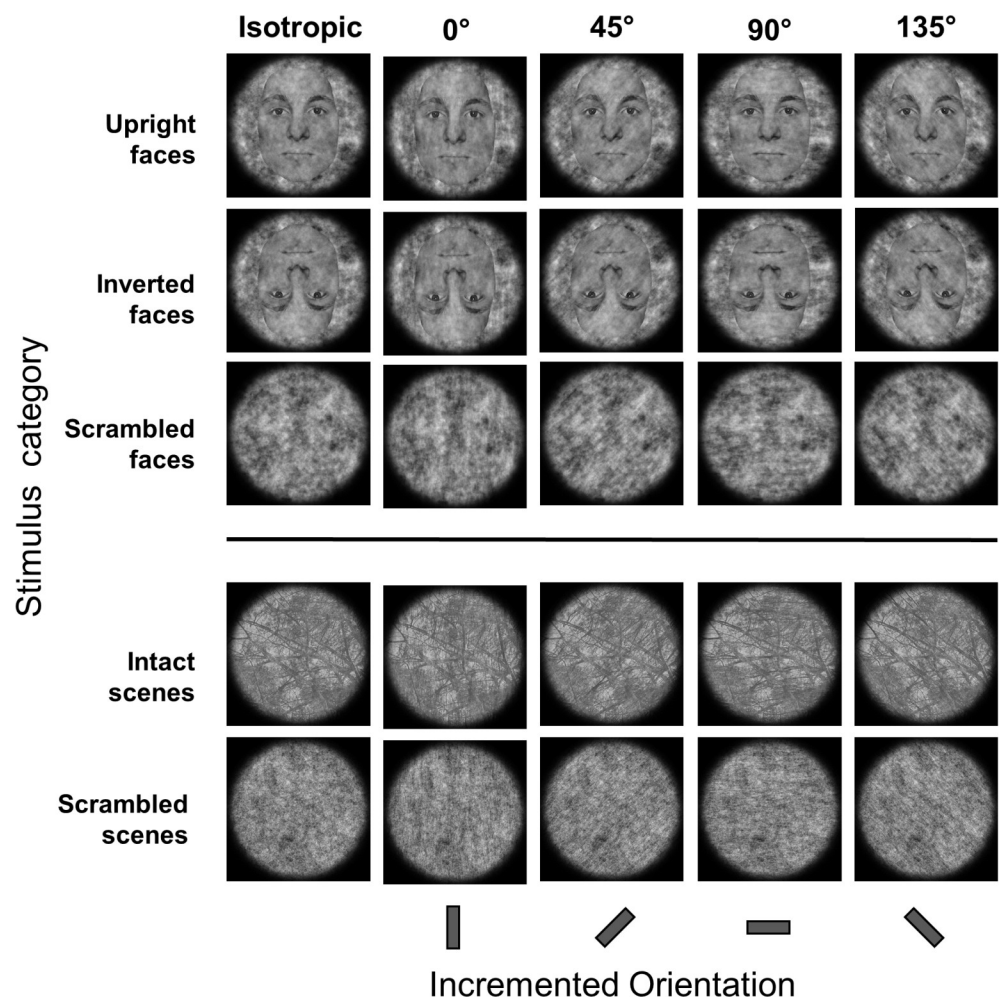 Isotropic 0° 45° 90° 135°
Upright
faces
Inverted
faces
Scrambled
faces
Stimulus category
Intact
scenes
Scrambled
scenes
Incremented Orientation